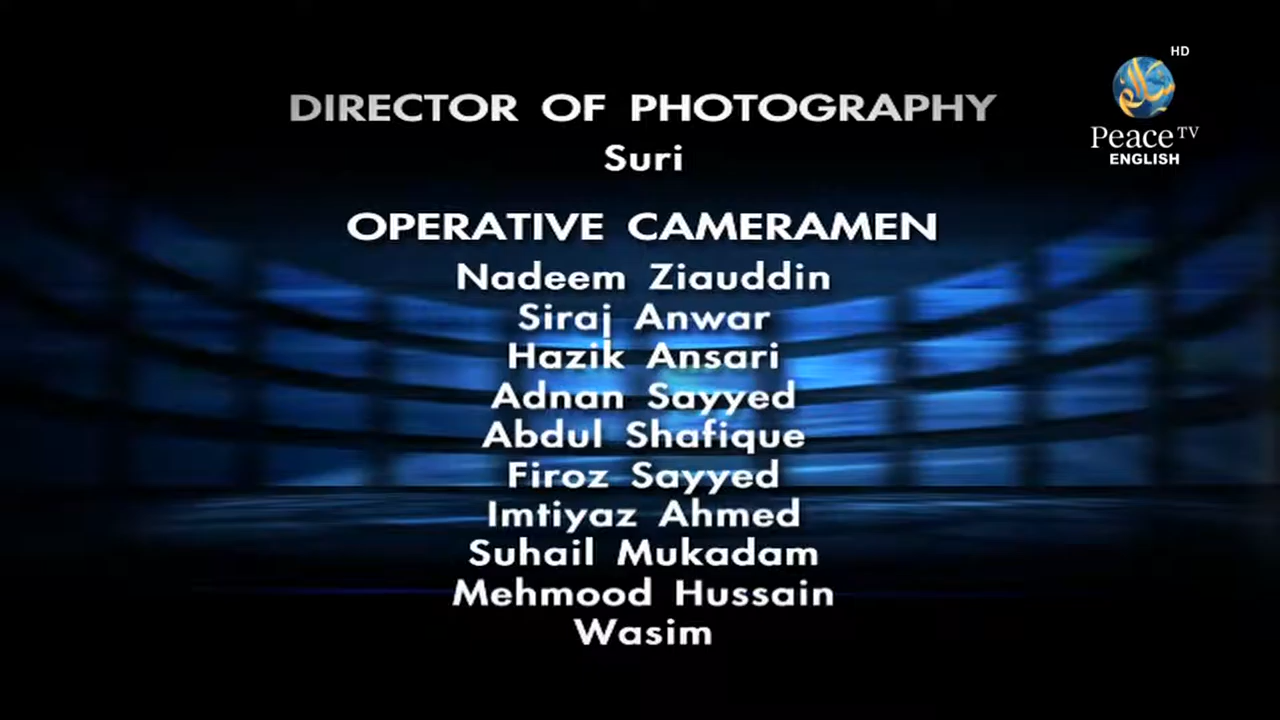 HD
DIRECTOR OF PHOTOGRAPHY
Peace TV
ENGLISH
Suri
OPERATIVE CAMERAMEN
Nadeem Ziauddin
Siraj Anwar
Hazik Ansari
Adnan Sayyed
Abdul Shafique
Firoz Sayyed
Imtiyaz Ahmed
Suhail Mukadam
Mehmood Hussain
Wasim